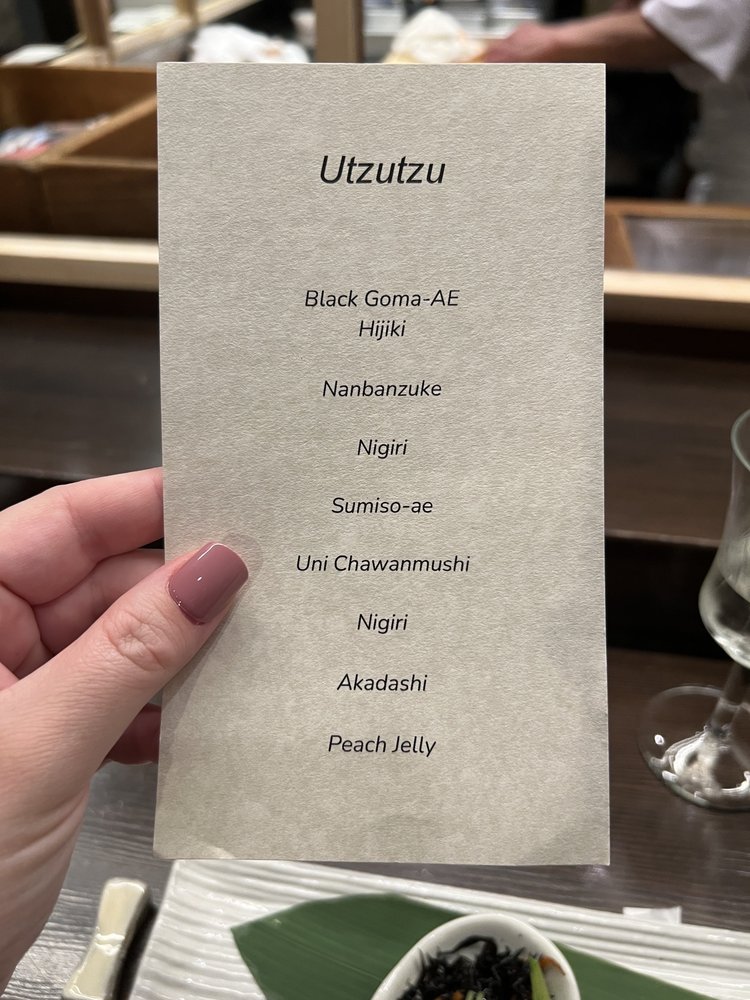 Utzutzu
Black Goma-AE
Hijiki
Nanbanzuke
Nigiri
Sumiso-ae
Uni Chawanmushi
Nigiri
Akadashi
Peach Jelly